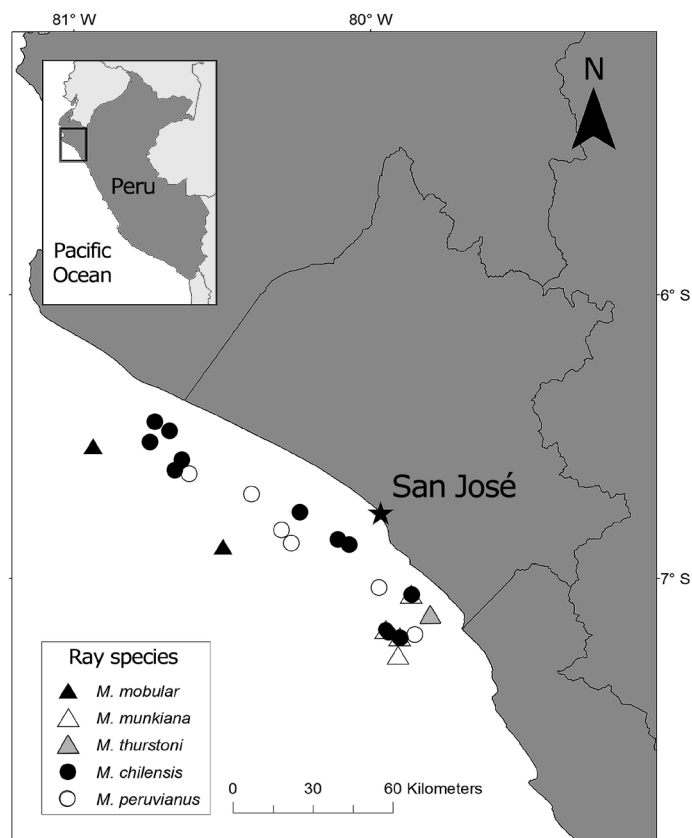 81° W
80° W
N
Peru
Pacific
Ocean
6° S
San José
7° S
Ray species
M. mobular
M. munkiana
M. thurstoni
M. chilensis
M. peruvianus
0 30 60 Kilometers